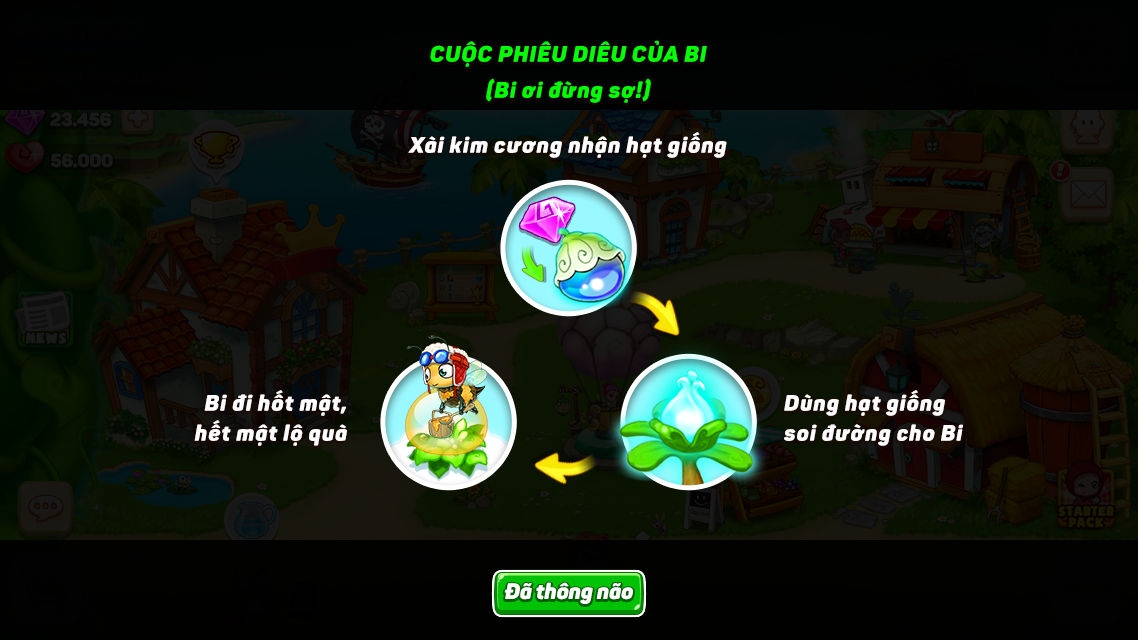 CUỘC PHIÊU DIÊU CỦA BI
(Bi ơi đừng sợ!)
23.456
Xài kim cương nhận hạt giống
56.000
NEWS
Bi đi hốt mật,
hết mật lộ quà
Dùng hạt giống
soi đường cho Bi
STARTER
PACK
Đã thông não